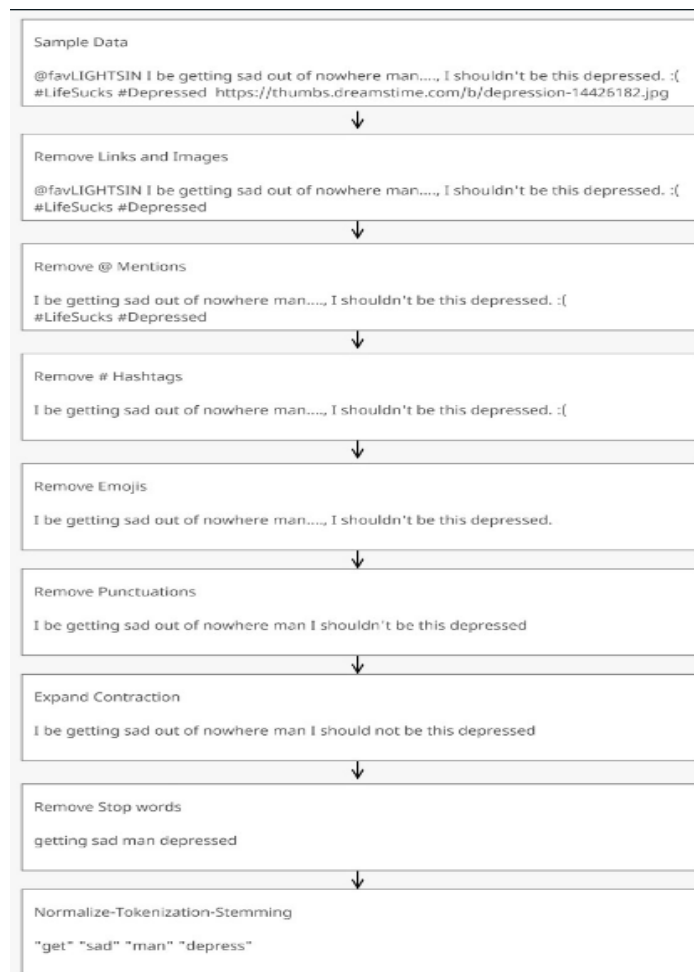 Sample Data
@favLIGHTSIN I be getting sad out of nowhere man...., I shouldn't be this depressed. :(
#LifeSucks #Depressed https://thumbs.dreamstime.com/b/depression-14426182.jpg
Remove Links and Images
@favLIGHTSIN I be getting sad out of nowhere man...., I shouldn't be this depressed. :(
#LifeSucks #Depressed
Remove @ Mentions
I be getting sad out of nowhere man...., I shouldn't be this depressed. :(
#LifeSucks #Depressed
Remove # Hashtags
I be getting sad out of nowhere man...., I shouldn't be this depressed. :(
Remove Emojis
I be getting sad out of nowhere man...., I shouldn't be this depressed.
Remove Punctuations
I be getting sad out of nowhere man I shouldn't be this depressed
Expand Contraction
I be getting sad out of nowhere man I should not be this depressed
Remove Stop words
getting sad man depressed
Normalize-Tokenization-Stemming
"get" "sad" "man" "depress"